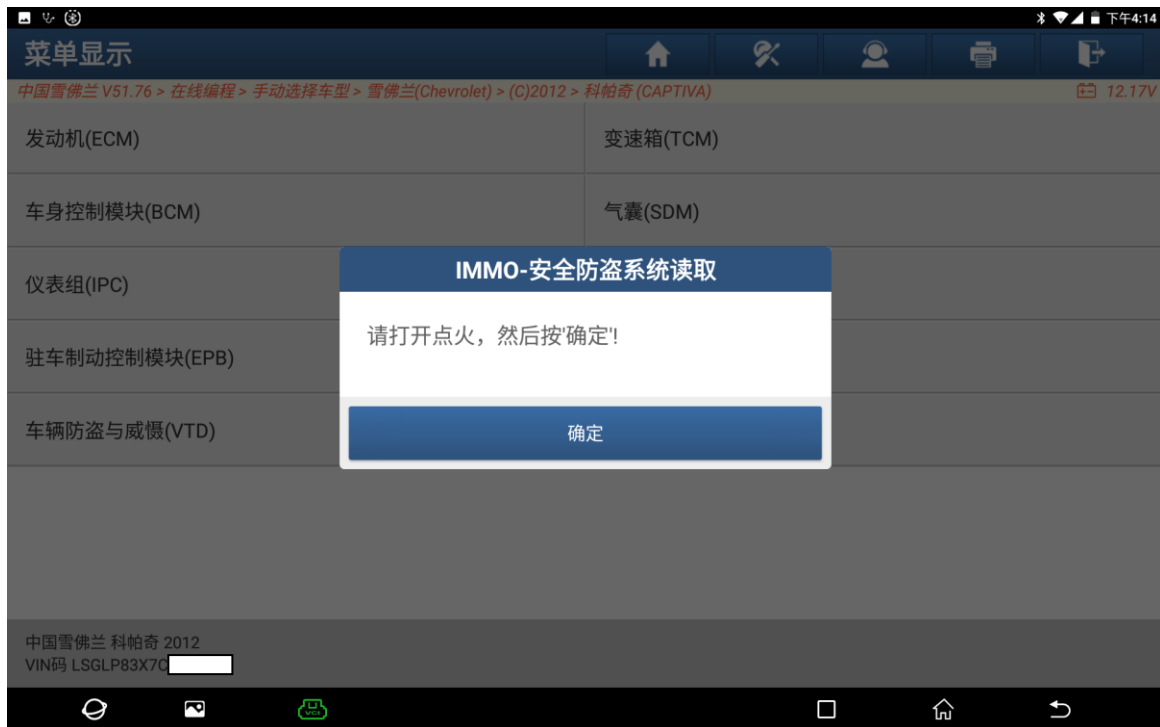 下午4:14
菜单显示
中国雪佛兰 V51.76 > 在线编程 > 手动选择车型 > 雪佛兰(Chevrolet) > (C)2012 > 科帕奇 (CAPTIVA)
12.17V
发动机(ECM)
变速箱(TCM)
车身控制模块(BCM)
气囊(SDM)
仪表组(IPC)
驻车制动控制模块(EPB)
车辆防盗与威慑(VTD)
IMMO-安全防盗系统读取
请打开点火，然后按'确定'!
确定
中国雪佛兰 科帕奇 2012
VIN码 LSGLP83X7C
VCI